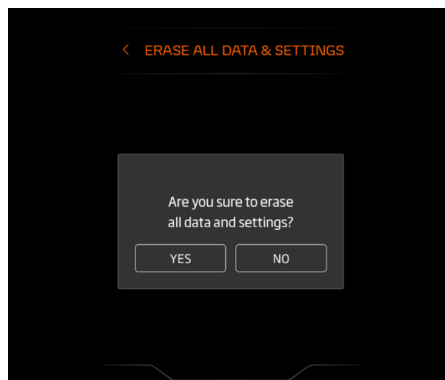 < ERASE ALL DATA & SETTINGS
Are you sure to erase
all data and settings?
YES NO